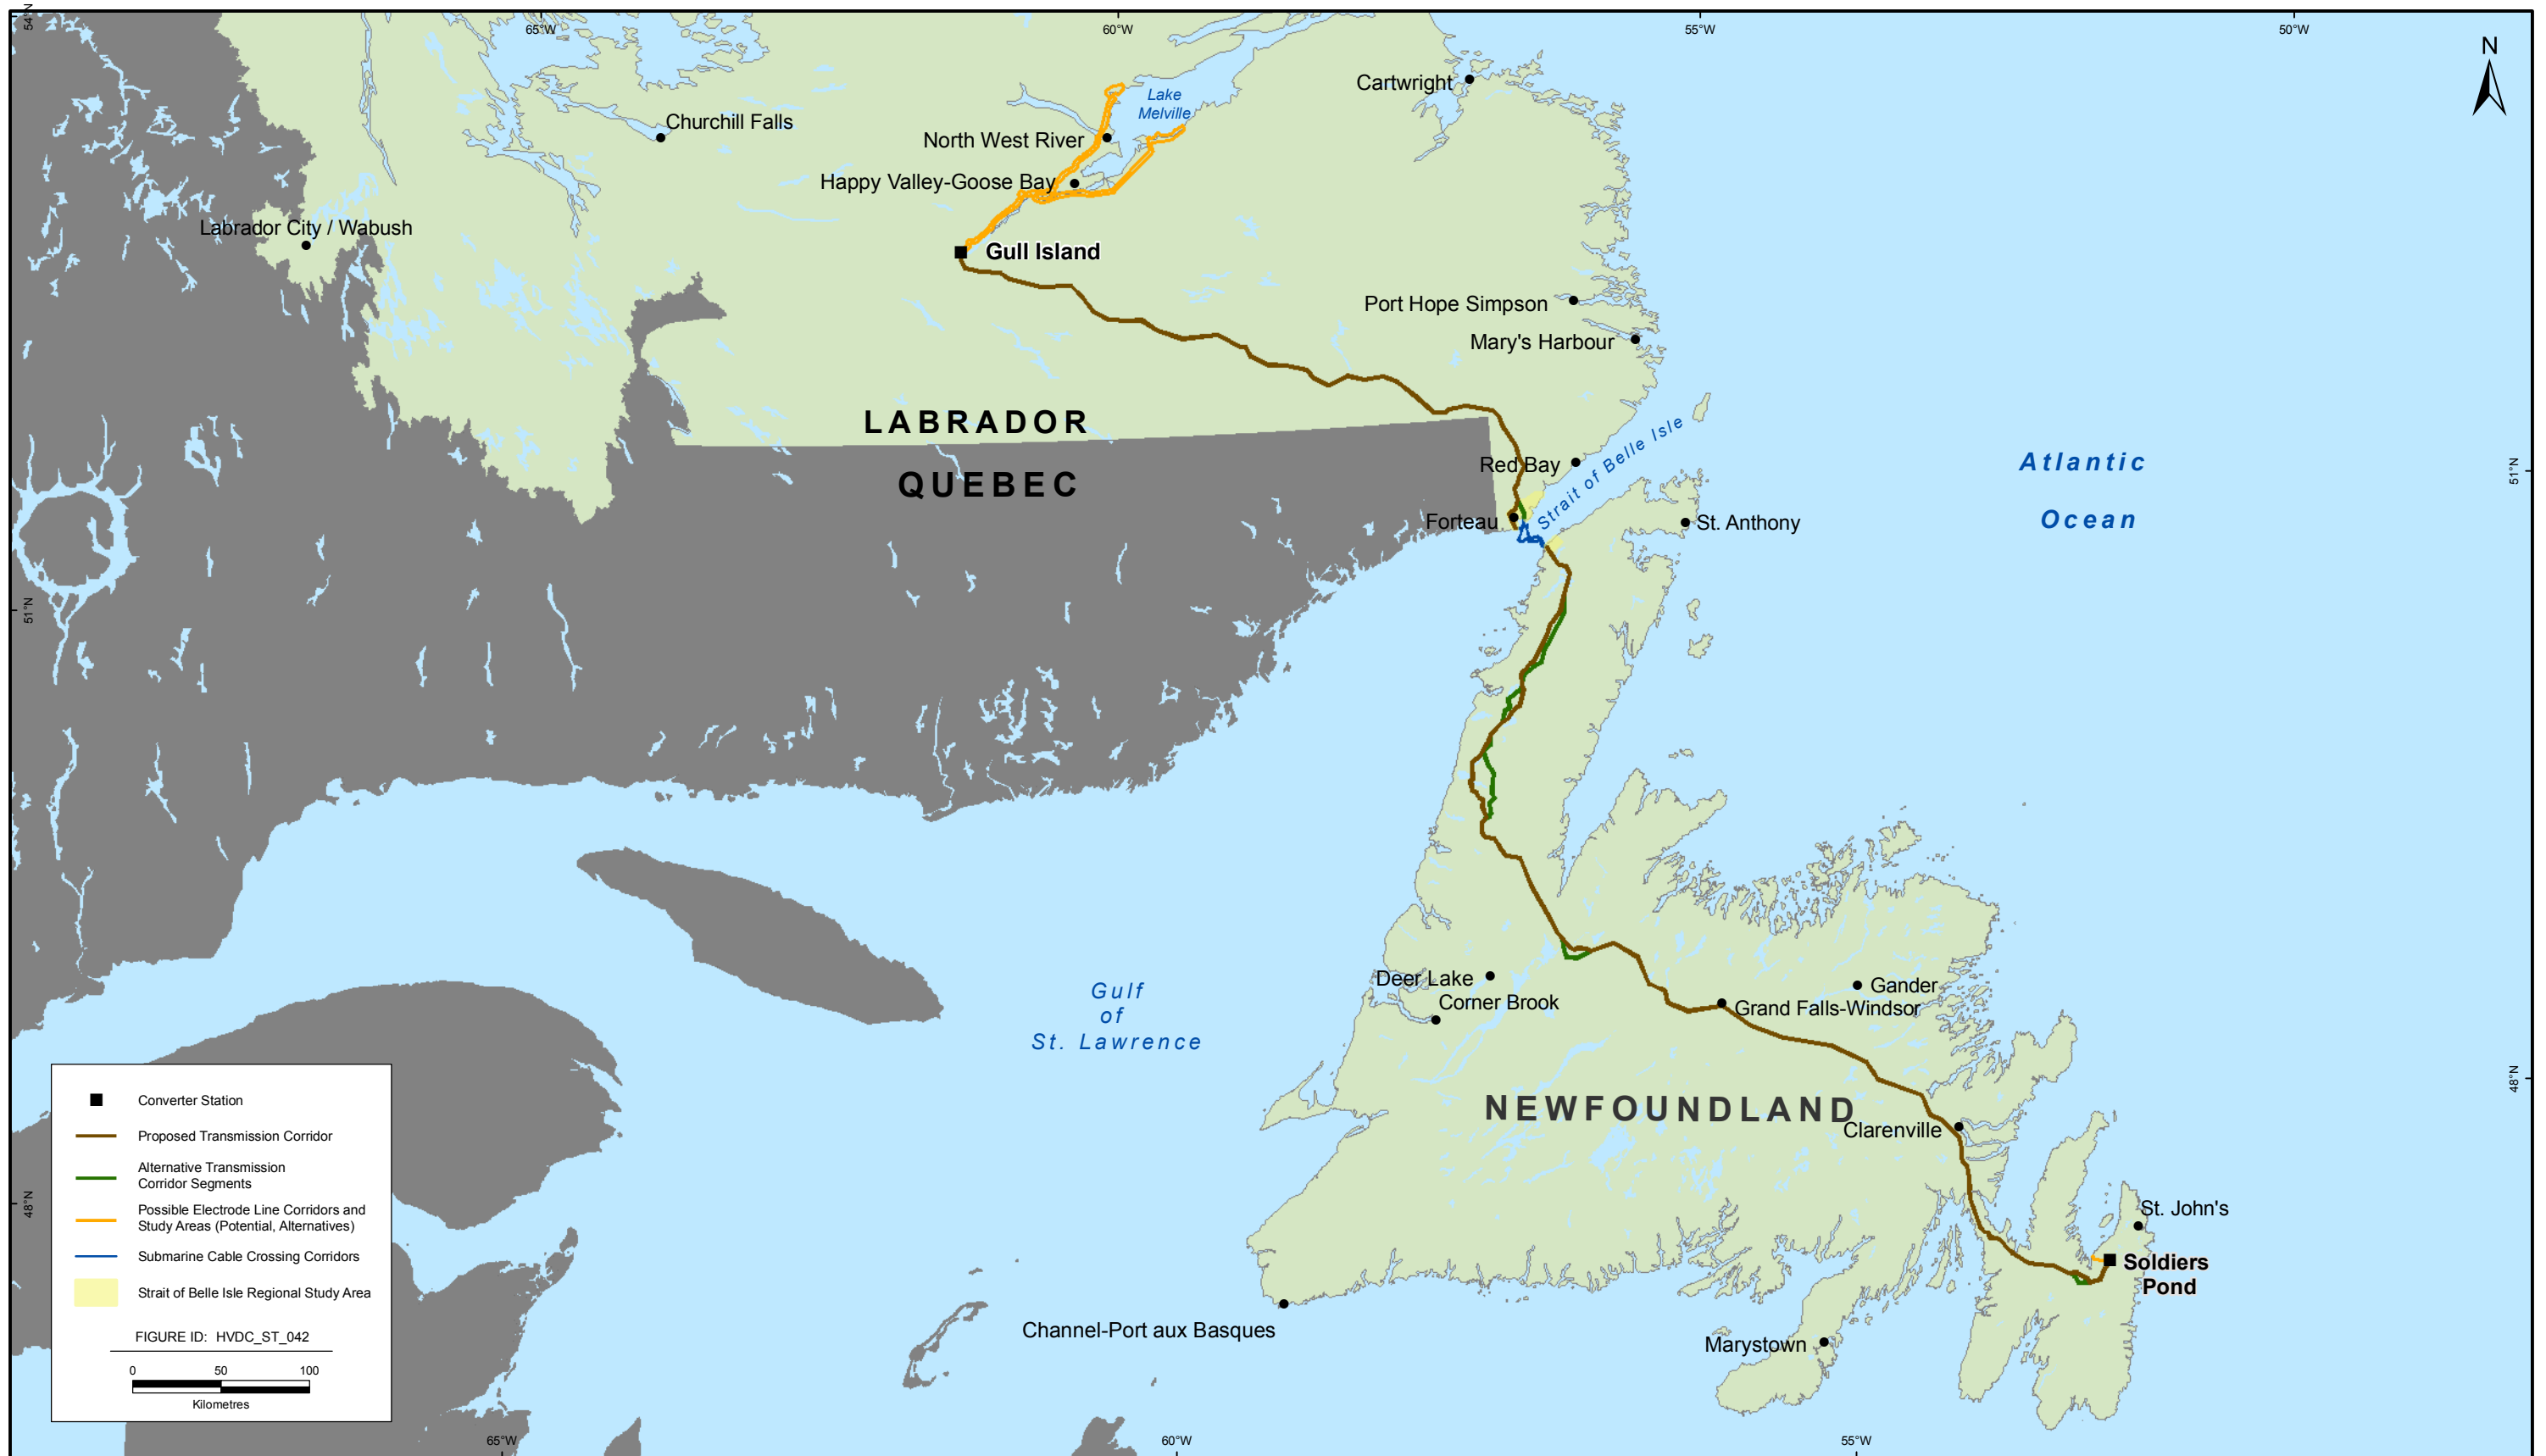 54°N
65°W
60°W
55°W
50°W
N
Cartwright
Lake
Melville
Churchill Falls
North West River
Happy Valley-Goose Bay
Labrador City / Wabush
Gull Island
Port Hope Simpson
Mary's Harbour
LABRADOR
QUEBEC
Red Bay
Strait of Belle Isle
Atlantic
Ocean
51°N
Forteau
St. Anthony
51°N
Deer Lake
Corner Brook
Gander
Grand Falls-Windsor
Gulf
of
St. Lawrence
48°N
NEWFOUNDLAND
Clarenville
48°N
St. John's
Soldiers
Pond
Channel-Port aux Basques
Marystown
Converter Station
Proposed Transmission Corridor
Alternative Transmission
Corridor Segments
Possible Electrode Line Corridors and
Study Areas (Potential, Alternatives)
Submarine Cable Crossing Corridors
Strait of Belle Isle Regional Study Area
FIGURE ID: HVDC_ST_042
0 50 100
Kilometres
65°W
60°W
55°W